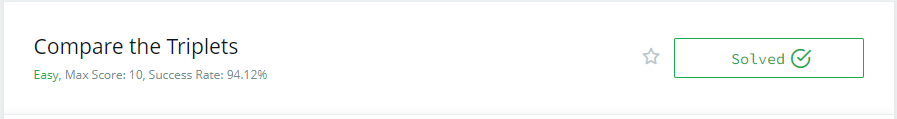 Compare the Triplets
Easy, Max Score: 10, Success Rate: 94.12%
Solved